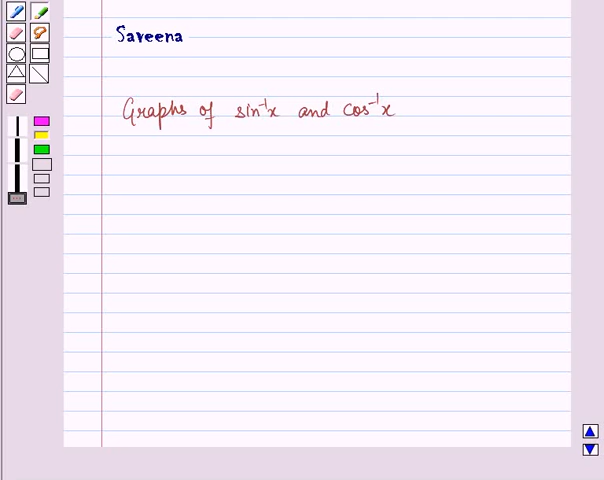 Saveena
Graphs of sin⁻¹x and cos⁻¹x